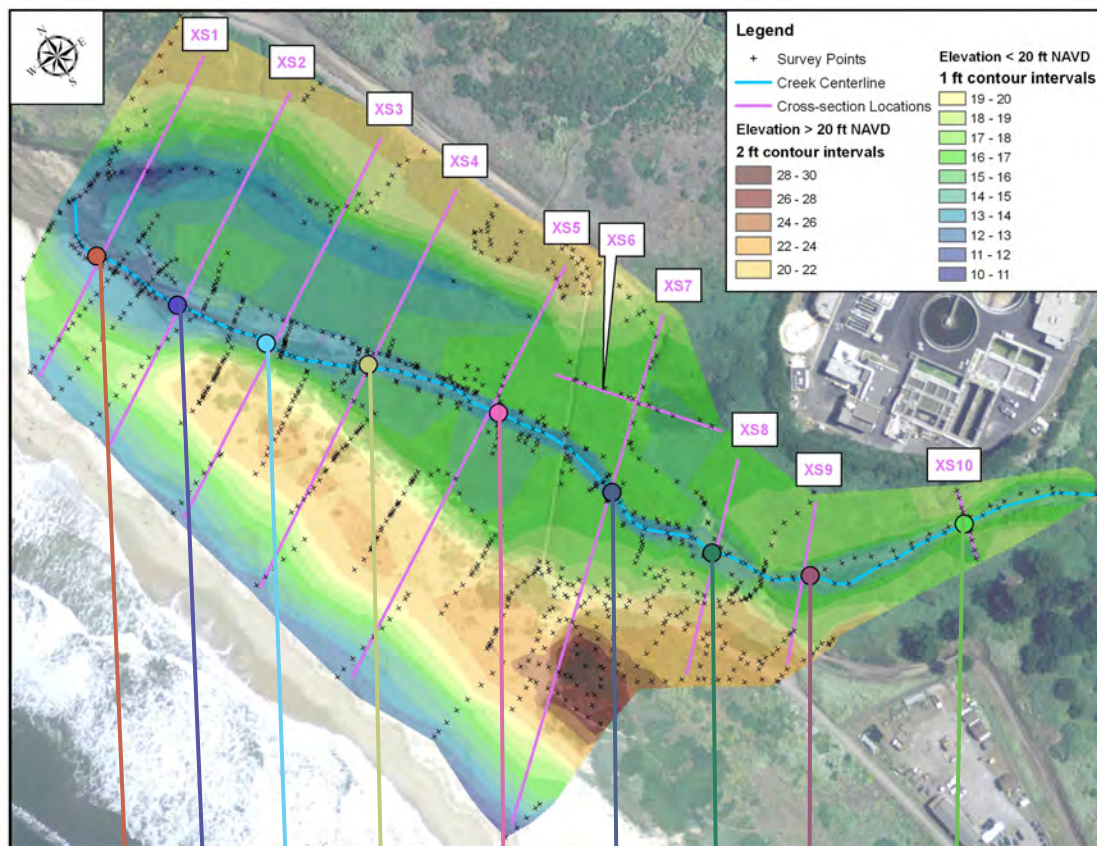 N
E
W
S
XS1
XS2
XS3
XS4
XS5
XS6
XS7
XS8
XS9
XS10
Legend
Survey Points
Creek Centerline
Cross-section Locations
Elevation > 20 ft NAVD
2 ft contour intervals
28 - 30
26 - 28
24 - 26
22 - 24
20 - 22
Elevation < 20 ft NAVD
1 ft contour intervals
19 - 20
18 - 19
17 - 18
16 - 17
15 - 16
14 - 15
13 - 14
12 - 13
11 - 12
10 - 11